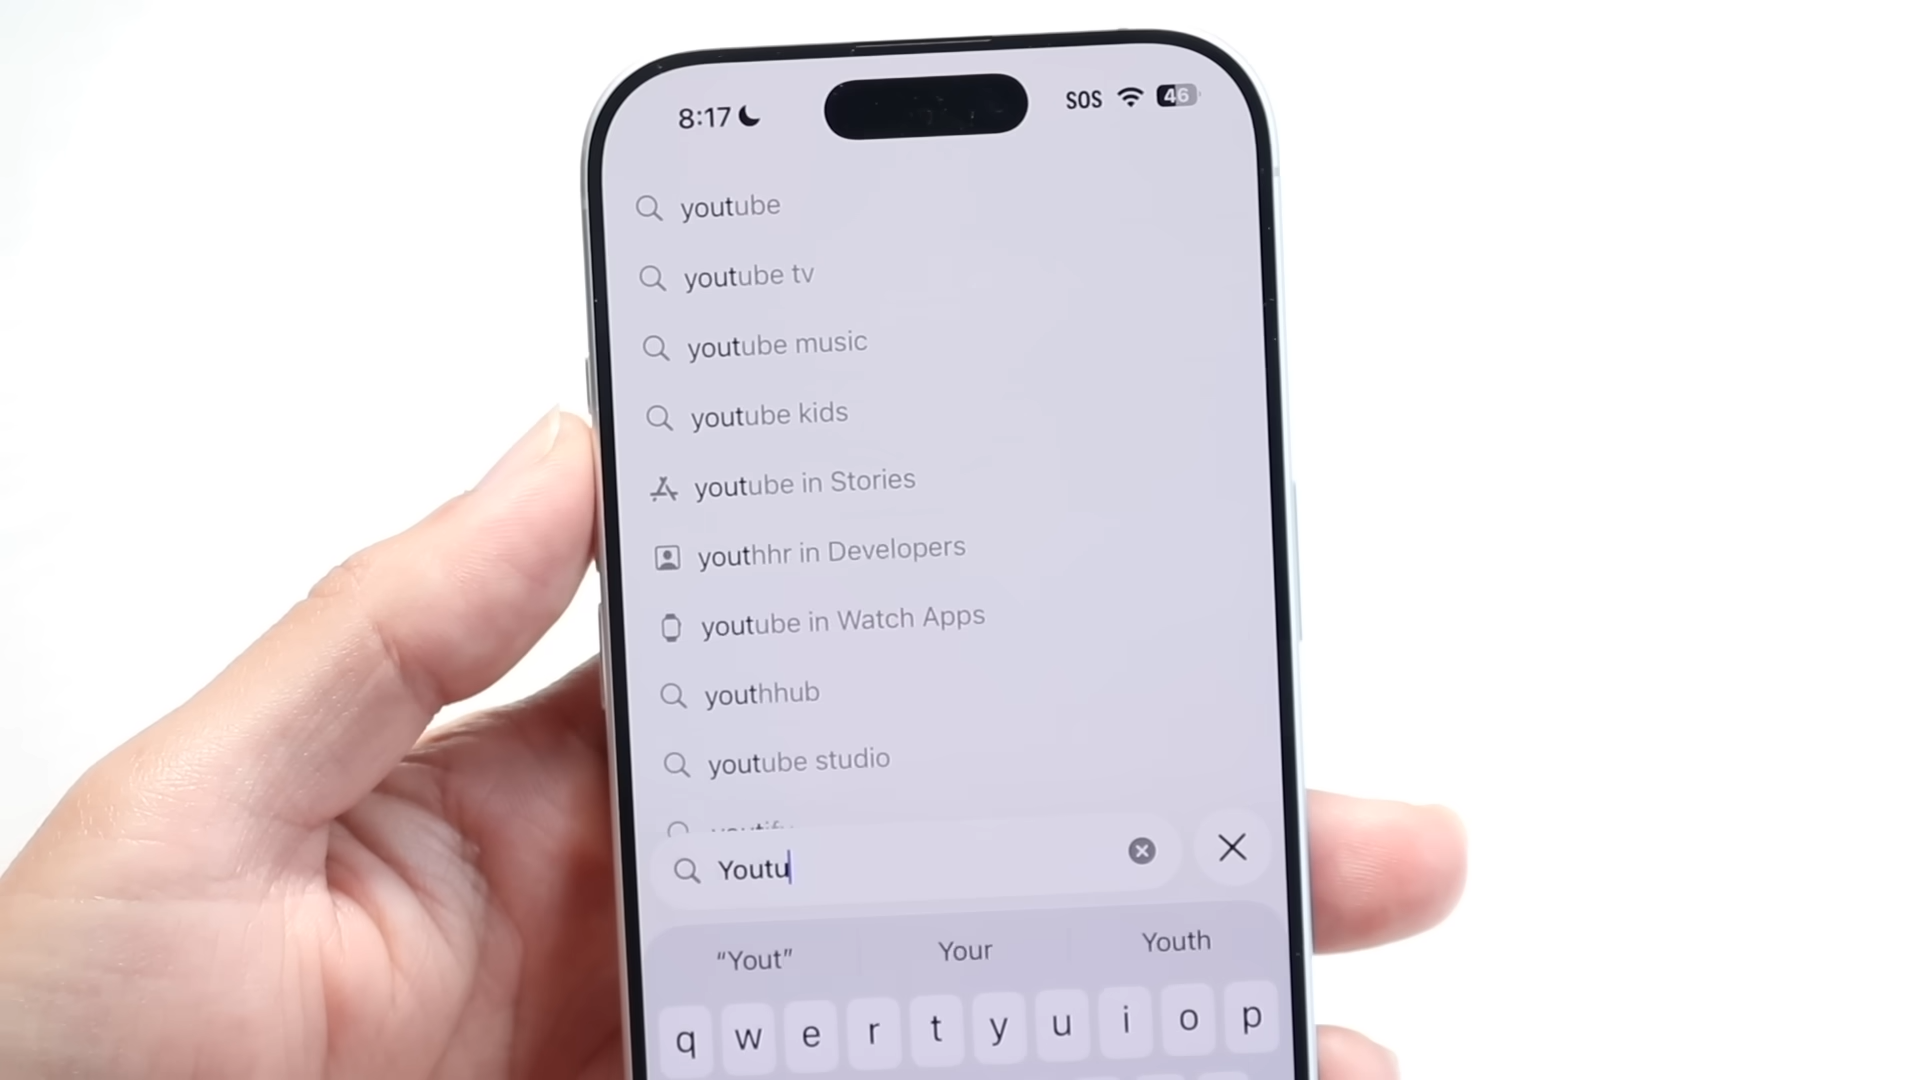 8:17 SOS 46
youtube
youtube tv
youtube music
youtube kids
youtube in Stories
youthhr in Developers
youtube in Watch Apps
youthhub
youtube studio
Youtu
“Yout” Your Youth
q w e r t y u i o p